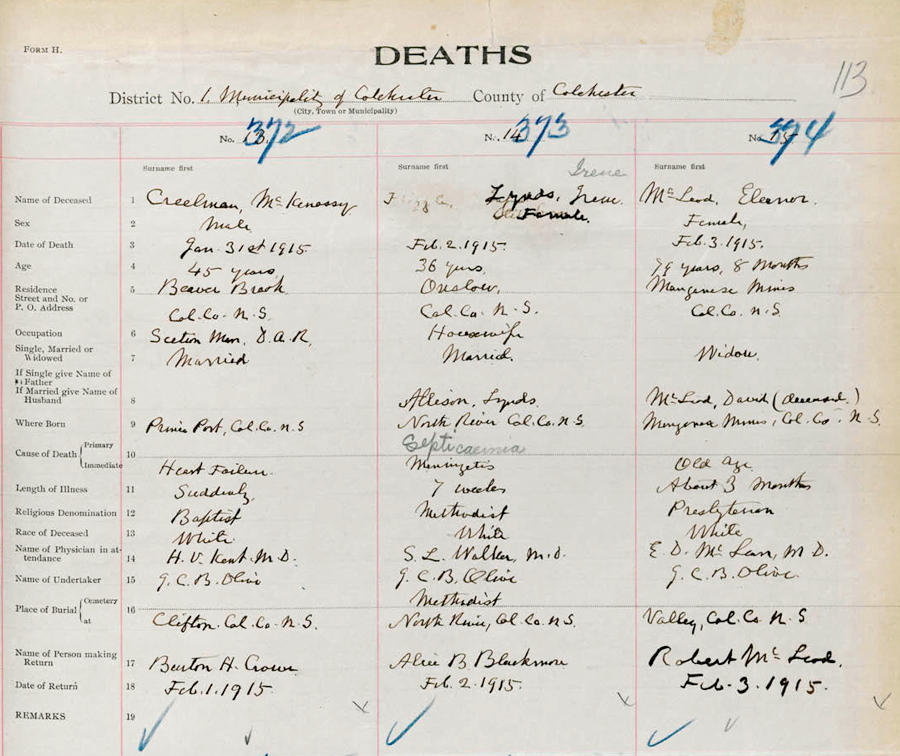 FORM H.
DEATHS
113
District No. 1. Municipality of Colchester County of Colchester
(City, Town or Municipality)
No. 13. 372 No. 14 373 No. 15 374
Surname first Surname first Surname first
Irene
Name of Deceased 1 Creelman, McKenossy Lynds, Irene. McLeod, Eleanor.
Sex 2 Male Female. Female,
Date of Death 3 Jan. 31st 1915 Feb. 2. 1915. Feb. 3. 1915.
Age 4 45 years, 36 yurs, 79 years, 8 Months
Residence 5 Beaver Brook Onslow, Manganese Mines
Street and No. or
P. O. Address Col. Co. N. S. Col. Co. N. S. Col. Co. N. S.
Occupation 6 Section Man, D. A. R, Housewife
Single, Married or
Widowed 7 Married Married. Widow.
If Single give Name of
Father
If Married give Name of
Husband 8 Allison, Lynds McLeod, David (deceased.)
Where Born 9 Princes Port, Col. Co. N. S North River Col. Co. N. S. Manganese Mines, Col. Co. N. S.
Cause of Death { Primary 10 Septicaemia
Immediate Heart Failure. Meningetis Old Age.
Length of Illness 11 Suddenly, 7 weeks About 3 Months
Religious Denomination 12 Baptist Methodist Presbyterian
Race of Deceased 13 White White White
Name of Physician in at-
tendance 14 H. V. Kent. M. D. S. L. Walker, M. D. E. D. McLean, M. D.
Name of Undertaker 15 G. C. B. Olive G. C. B. Olive G. C. B. Olive.
Place of Burial { Cemetery 16 Methodist
at Clifton. Col. Co. N. S. North River, Col. Co. N. S. Valley, Col. Co. N. S
Name of Person making
Return 17 Burton H. Crowe Alice B. Blackmore Robert McLeod.
Date of Return 18 Feb. 1. 1915 Feb. 2 - 1915. Feb. 3. 1915.
REMARKS 19